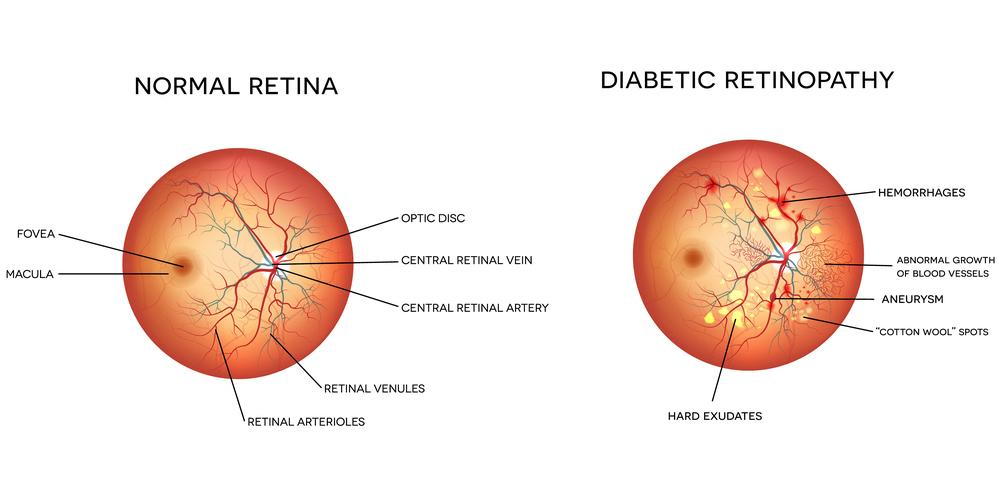 NORMAL RETINA
FOVEA
MACULA
OPTIC DISC
CENTRAL RETINAL VEIN
CENTRAL RETINAL ARTERY
RETINAL VENULES
RETINAL ARTERIOLES
DIABETIC RETINOPATHY
HEMORRHAGES
ABNORMAL GROWTH
OF BLOOD VESSELS
ANEURYSM
“COTTON WOOL” SPOTS
HARD EXUDATES